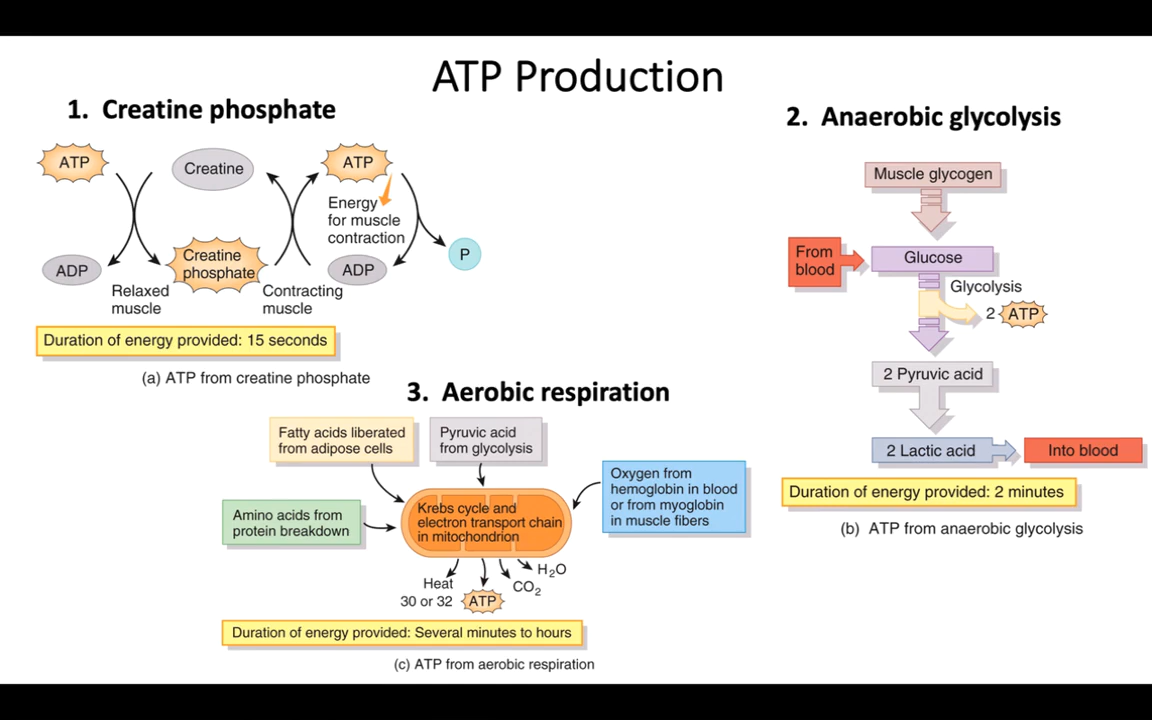 ATP Production
1. Creatine phosphate
ATP
Creatine
ATP
Energy
for muscle
contraction
P
ADP
Creatine
phosphate
ADP
Relaxed
muscle
Contracting
muscle
Duration of energy provided: 15 seconds
(a) ATP from creatine phosphate
2. Anaerobic glycolysis
Muscle glycogen
From
blood
Glucose
Glycolysis
2 ATP
2 Pyruvic acid
2 Lactic acid
Into blood
Duration of energy provided: 2 minutes
(b) ATP from anaerobic glycolysis
3. Aerobic respiration
Fatty acids liberated
from adipose cells
Pyruvic acid
from glycolysis
Oxygen from
hemoglobin in blood
or from myoglobin
in muscle fibers
Amino acids from
protein breakdown
Krebs cycle and
electron transport chain
in mitochondrion
Heat
30 or 32 ATP
CO₂
H₂O
Duration of energy provided: Several minutes to hours
(c) ATP from aerobic respiration